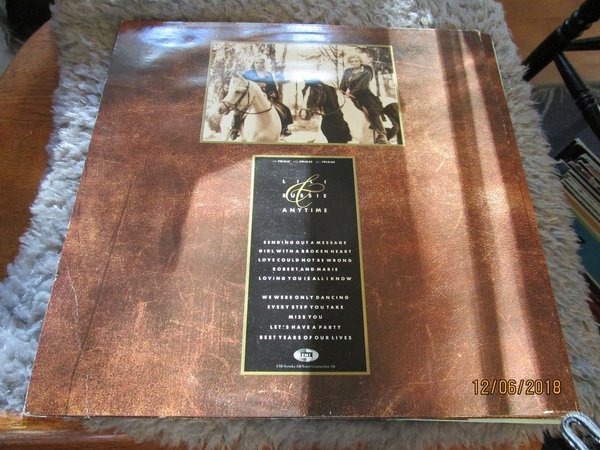 LILI
&
SUSSIE
ANYTIME
SENDING OUT A MESSAGE
GIRL WITH A BROKEN HEART
LOVE COULD NOT BE WRONG
ROBERT AND MARIE
LOVING YOU IS ALL I KNOW
WE WERE ONLY DANCING
EVERY STEP YOU TAKE
MISS YOU
LET'S HAVE A PARTY
BEST YEARS OF OUR LIVES
EMI
12/06/2018